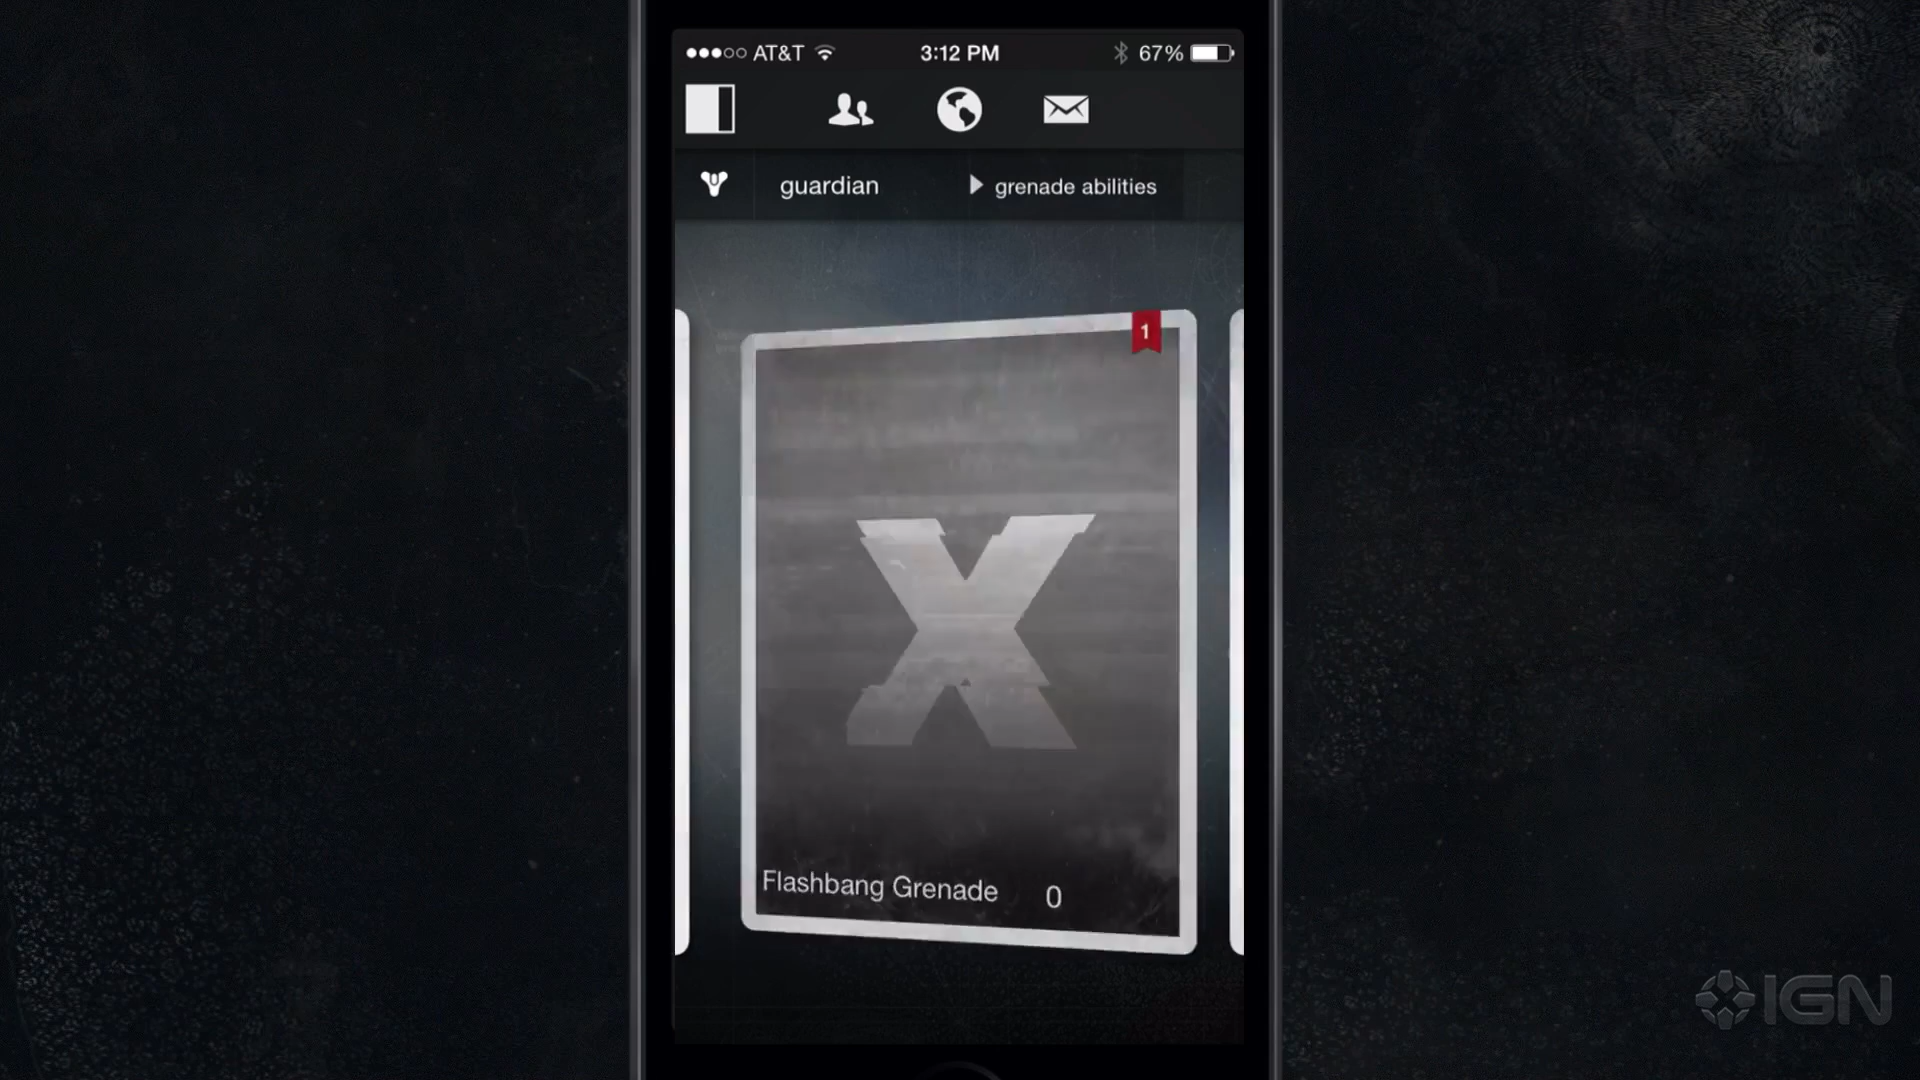 AT&T 3:12 PM 67%
guardian grenade abilities
1
X
Flashbang Grenade 0
IGN